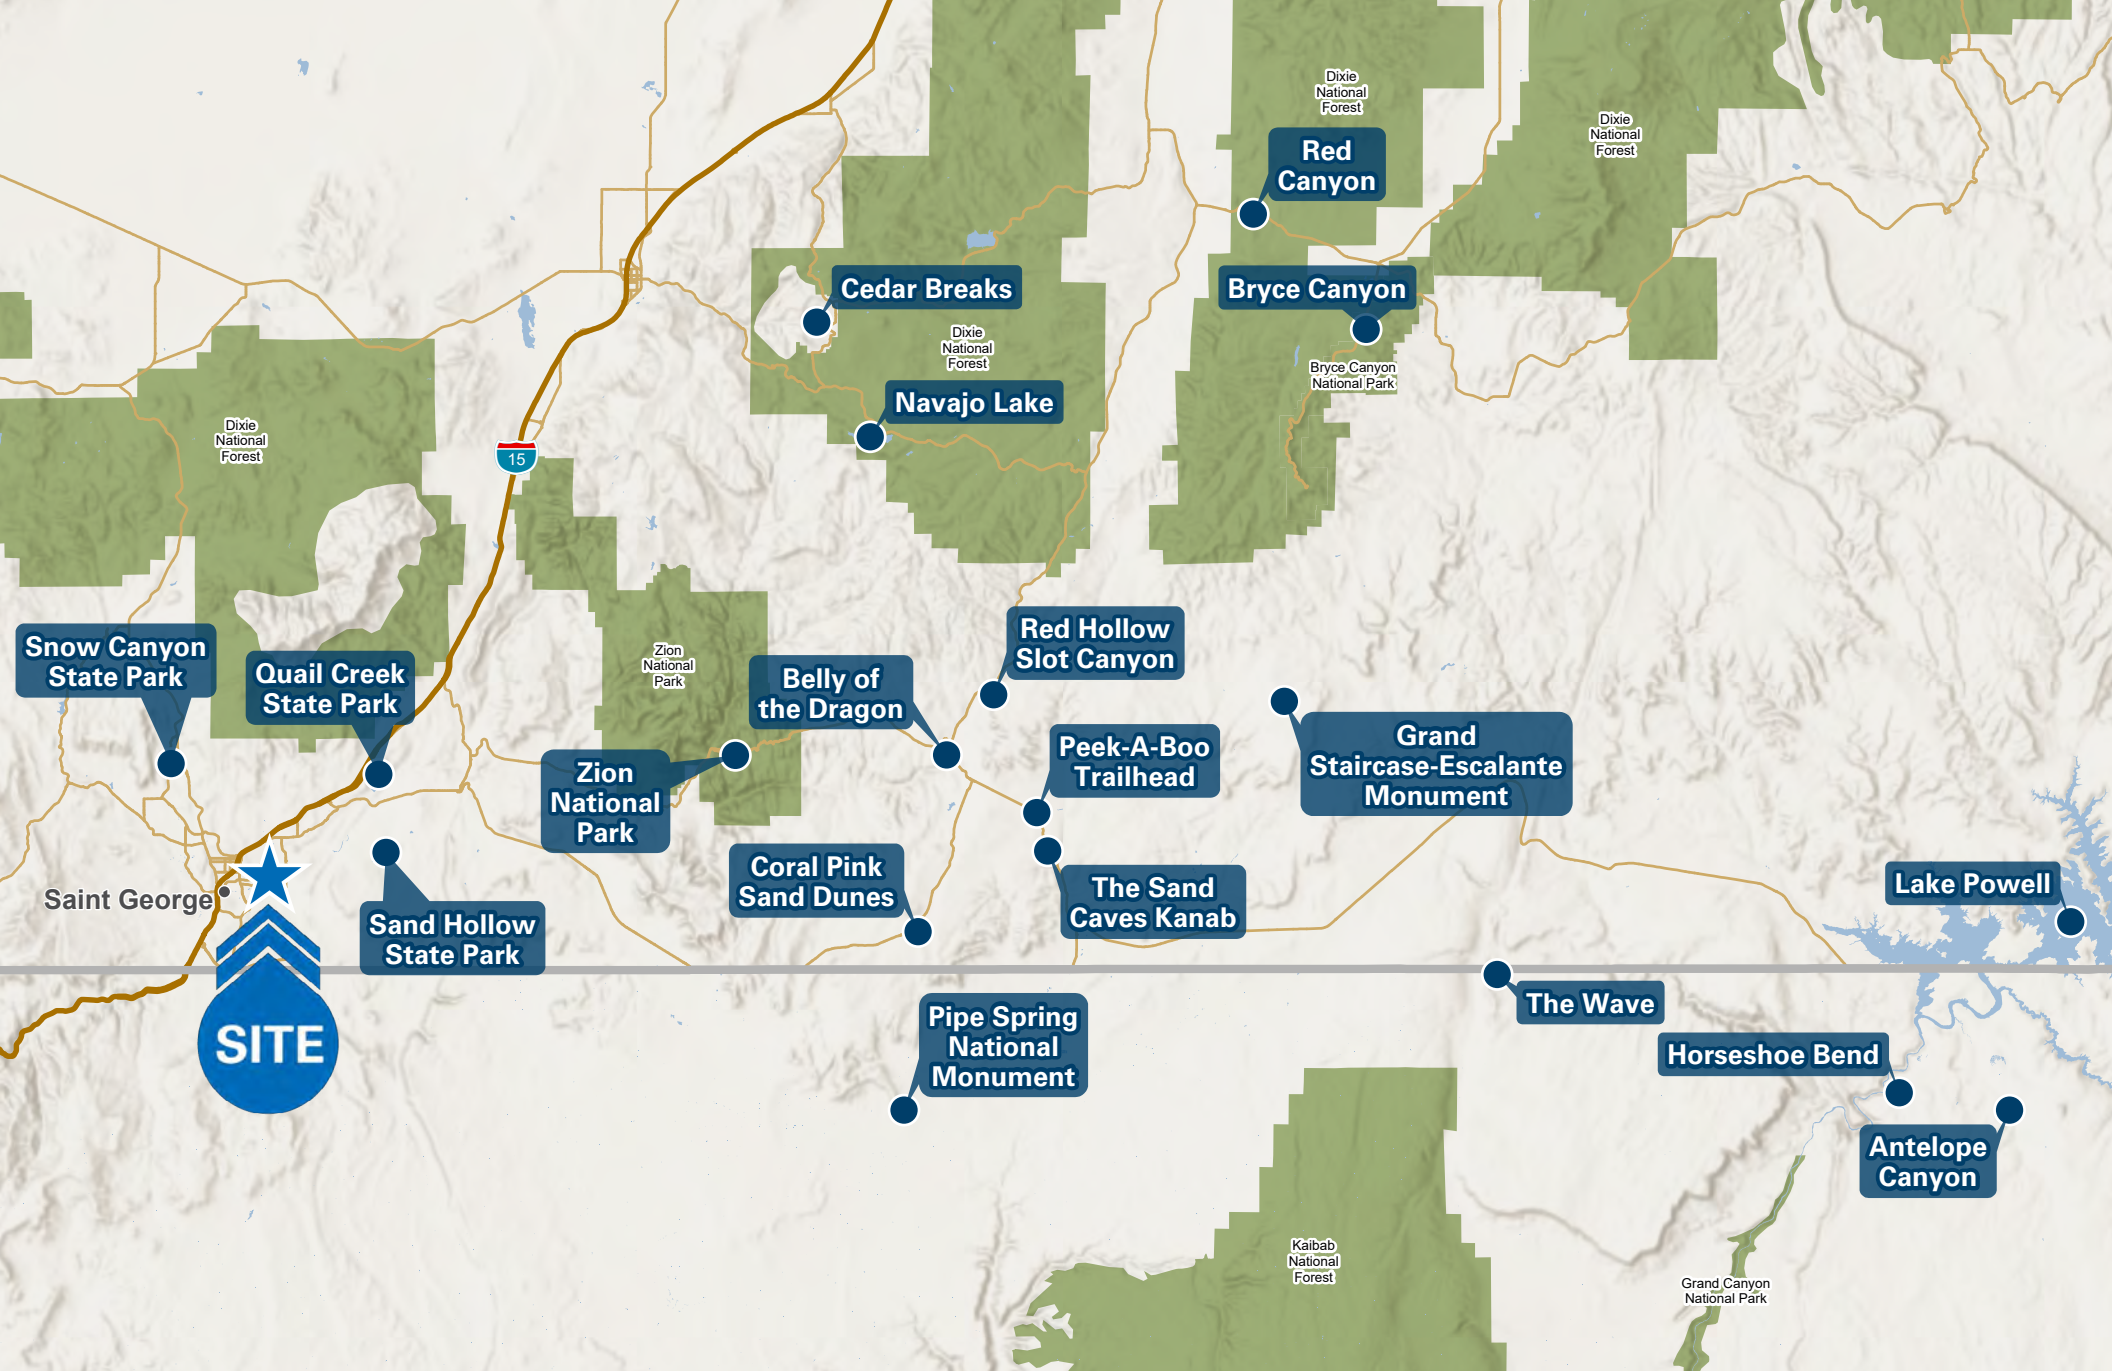 Dixie
National
Forest
Dixie
National
Forest
Red
Canyon
Cedar Breaks
Bryce Canyon
Dixie
National
Forest
Bryce Canyon
National Park
Navajo Lake
Dixie
National
Forest
15
Snow Canyon
State Park
Quail Creek
State Park
Zion
National
Park
Belly of
the Dragon
Red Hollow
Slot Canyon
Peek-A-Boo
Trailhead
Grand
Staircase-Escalante
Monument
Zion
National
Park
Coral Pink
Sand Dunes
The Sand
Caves Kanab
Lake Powell
Saint George
Sand Hollow
State Park
SITE
Pipe Spring
National
Monument
The Wave
Horseshoe Bend
Antelope
Canyon
Kaibab
National
Forest
Grand Canyon
National Park